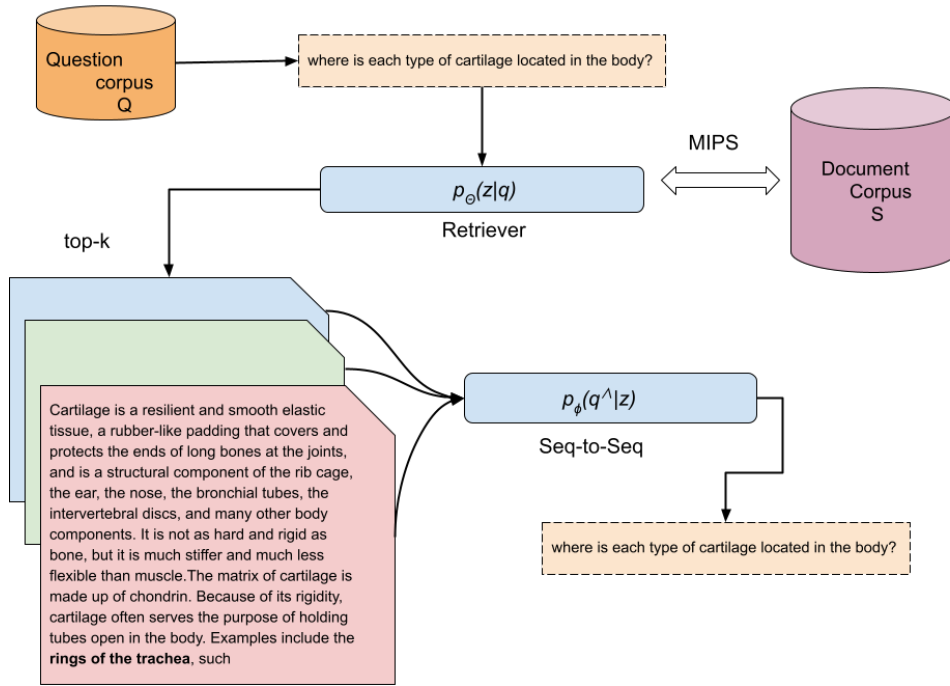 Question
corpus
Q
where is each type of cartilage located in the body?
MIPS
Document
Corpus
S
pΘ(z|q)
Retriever
top-k
Cartilage is a resilient and smooth elastic
tissue, a rubber-like padding that covers and
protects the ends of long bones at the joints,
and is a structural component of the rib cage,
the ear, the nose, the bronchial tubes, the
intervertebral discs, and many other body
components. It is not as hard and rigid as
bone, but it is much stiffer and much less
flexible than muscle.The matrix of cartilage is
made up of chondrin. Because of its rigidity,
cartilage often serves the purpose of holding
tubes open in the body. Examples include the
rings of the trachea, such
pϕ(q^|z)
Seq-to-Seq
where is each type of cartilage located in the body?